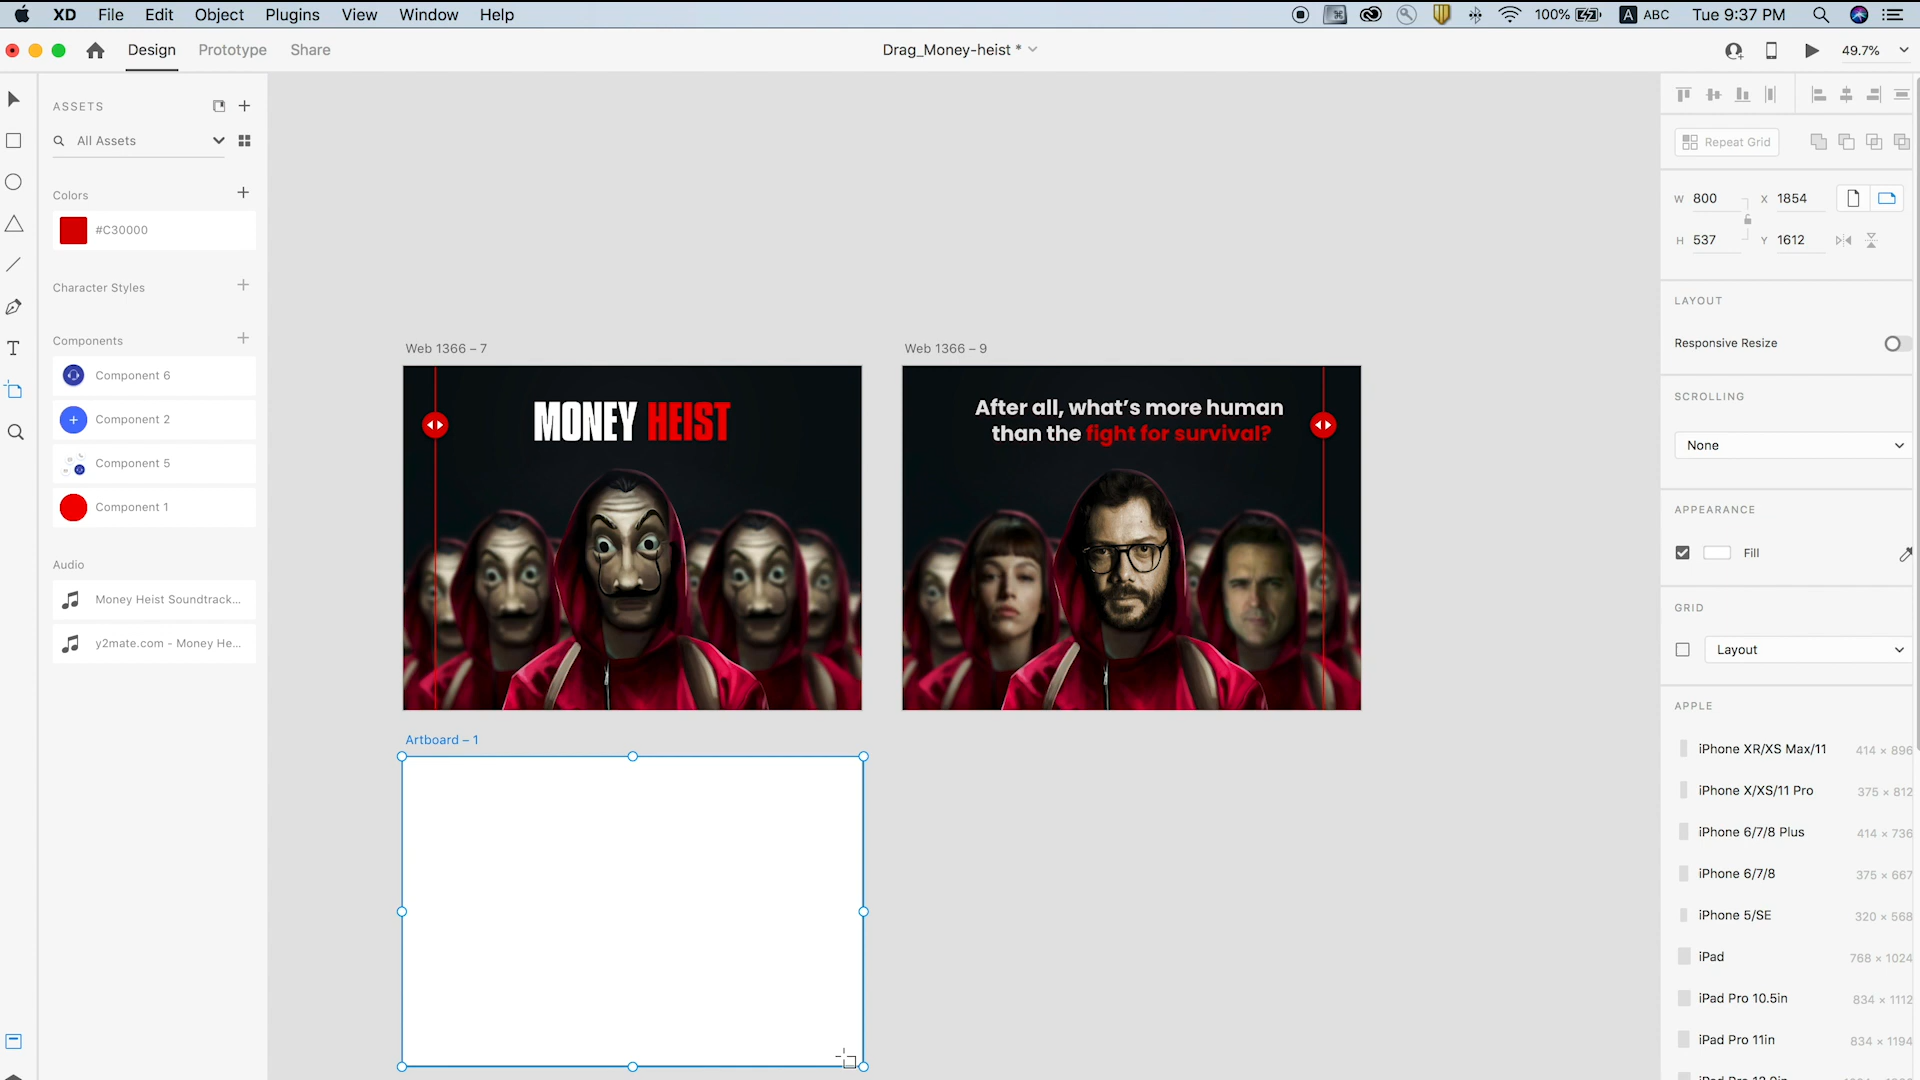 XD File Edit Object Plugins View Window Help
100% A ABC Tue 9:37 PM
Design Prototype Share
Drag_Money-heist *
49.7%
ASSETS
All Assets
Colors
#C30000
Character Styles
Components
Component 6
Component 2
Component 5
Component 1
Audio
Money Heist Soundtrack...
y2mate.com - Money He...
Web 1366 – 7
MONEY HEIST
Web 1366 – 9
After all, what’s more human
than the fight for survival?
Artboard – 1
Repeat Grid
W 800 X 1854
H 537 Y 1612
LAYOUT
Responsive Resize
SCROLLING
None
APPEARANCE
Fill
GRID
Layout
APPLE
iPhone XR/XS Max/11 414 × 896
iPhone X/XS/11 Pro 375 × 812
iPhone 6/7/8 Plus 414 × 736
iPhone 6/7/8 375 × 667
iPhone 5/SE 320 × 568
iPad 768 × 1024
iPad Pro 10.5in 834 × 1112
iPad Pro 11in 834 × 1194